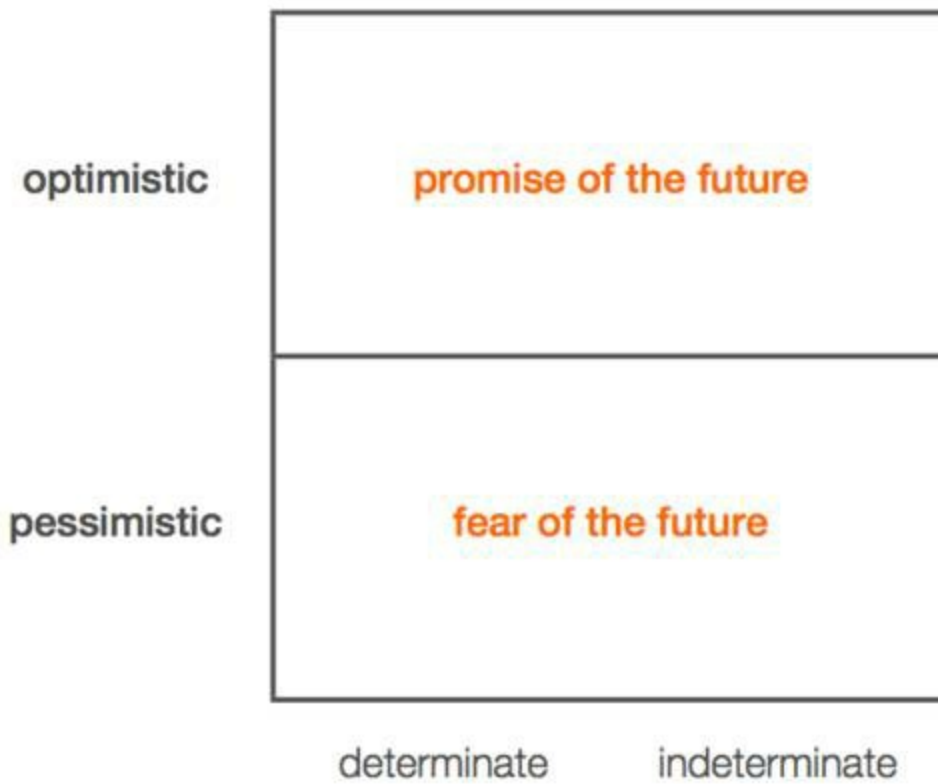 optimistic
promise of the future
pessimistic
fear of the future
determinate
indeterminate